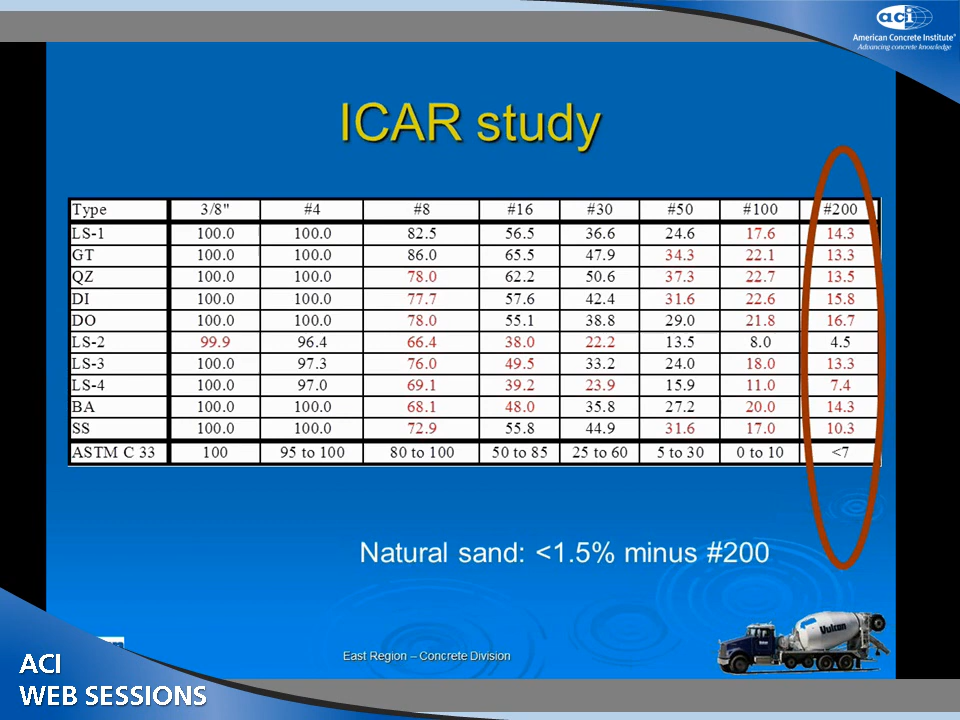 aci
American Concrete Institute®
Advancing concrete knowledge
ICAR study
Type 3/8" #4 #8 #16 #30 #50 #100 #200
LS-1 100.0 100.0 82.5 56.5 36.6 24.6 17.6 14.3
GT 100.0 100.0 86.0 65.5 47.9 34.3 22.1 13.3
QZ 100.0 100.0 78.0 62.2 50.6 37.3 22.7 13.5
DI 100.0 100.0 77.7 57.6 42.4 31.6 22.6 15.8
DO 100.0 100.0 78.0 55.1 38.8 29.0 21.8 16.7
LS-2 99.9 96.4 66.4 38.0 22.2 13.5 8.0 4.5
LS-3 100.0 97.3 76.0 49.5 33.2 24.0 18.0 13.3
LS-4 100.0 97.0 69.1 39.2 23.9 15.9 11.0 7.4
BA 100.0 100.0 68.1 48.0 35.8 27.2 20.0 14.3
SS 100.0 100.0 72.9 55.8 44.9 31.6 17.0 10.3
ASTM C 33 100 95 to 100 80 to 100 50 to 85 25 to 60 5 to 30 0 to 10 <7
Natural sand: <1.5% minus #200
Vulcan
East Region – Concrete Division
ACI
WEB SESSIONS